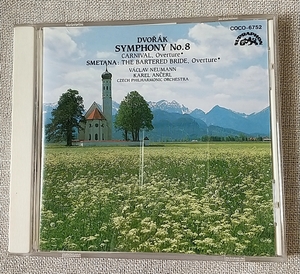 COCO-6752
DVOŘÁK
SYMPHONY No.8
CARNIVAL, Overture*
SMETANA : THE BARTERED BRIDE, Overture*
VÁCLAV NEUMANN
KAREL ANČERL
CZECH PHILHARMONIC ORCHESTRA
SUPRAPHON